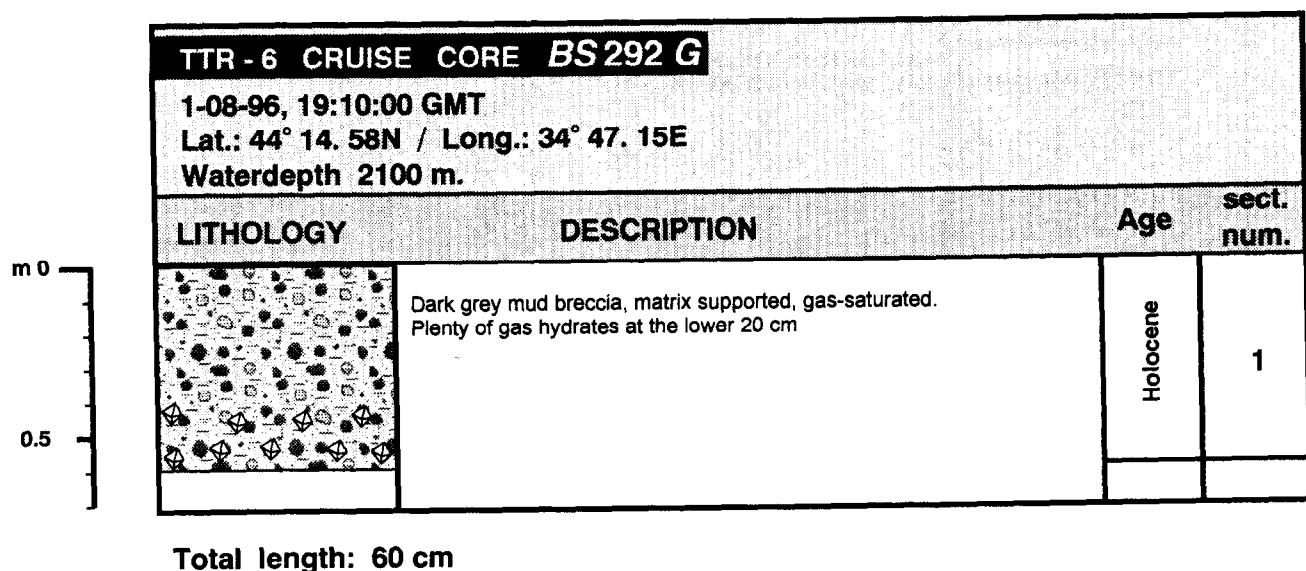 TTR - 6 CRUISE CORE BS 292 G
1-08-96, 19:10:00 GMT
Lat.: 44° 14. 58N / Long.: 34° 47. 15E
Waterdepth 2100 m.
LITHOLOGY DESCRIPTION Age sect. num.
m 0
Dark grey mud breccia, matrix supported, gas-saturated.
Plenty of gas hydrates at the lower 20 cm
Holocene
1
0.5
Total length: 60 cm